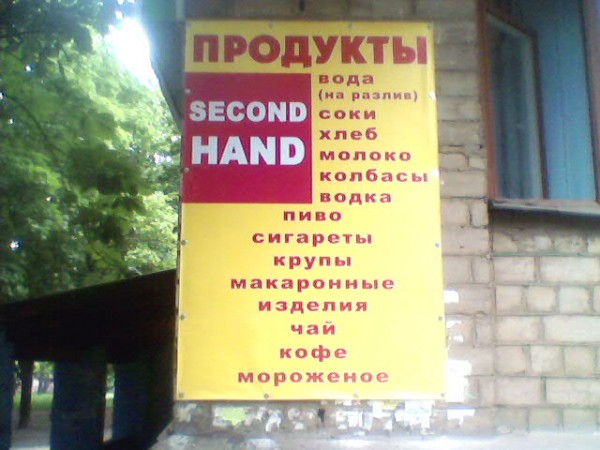 ПРОДУКТЫ
SECOND
HAND
вода
(на разлив)
соки
хлеб
молоко
колбасы
водка
пиво
сигареты
крупы
макаронные
изделия
чай
кофе
мороженое